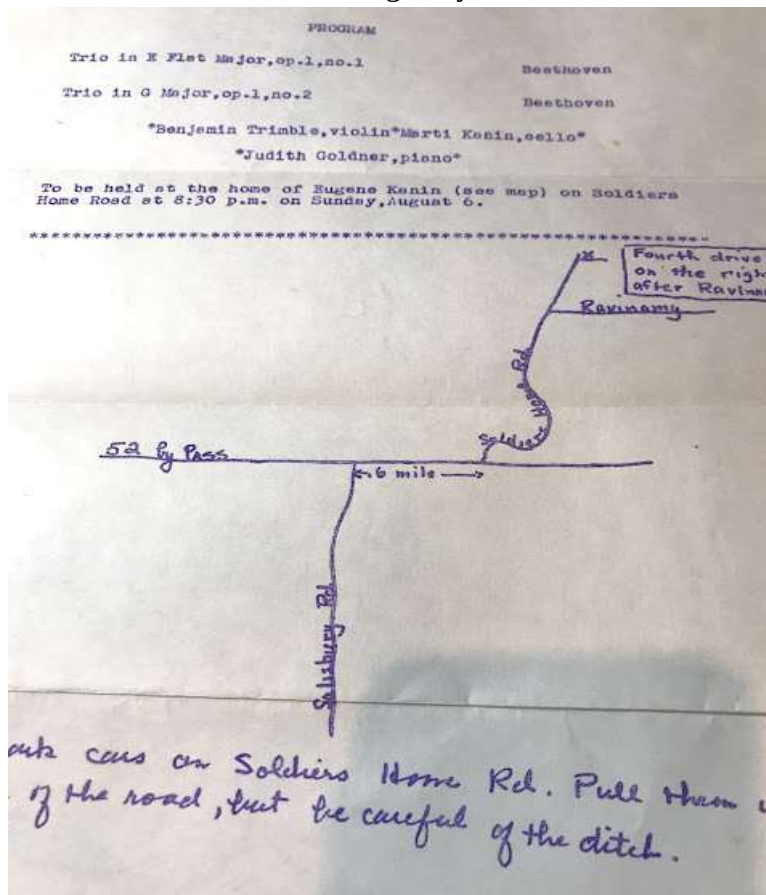 PROGRAM
Trio in E Flat Major,op.1,no.1
Beethoven
Trio in G Major,op.1,no.2
Beethoven
*Benjamin Trimble,violin*Marti Kanin,cello*
*Judith Goldner,piano*
To be held at the home of Eugene Kanin (see map) on Soldiers
Home Road at 8:30 p.m. on Sunday,August 6.
Fourth drive
on the right
after
Ravinamy
Soldiers Home Rd
52 By Pass
.6 mile
Salisbury Rd.
cars on Soldiers Home Rd. Pull them
of the road, but be careful of the ditch.